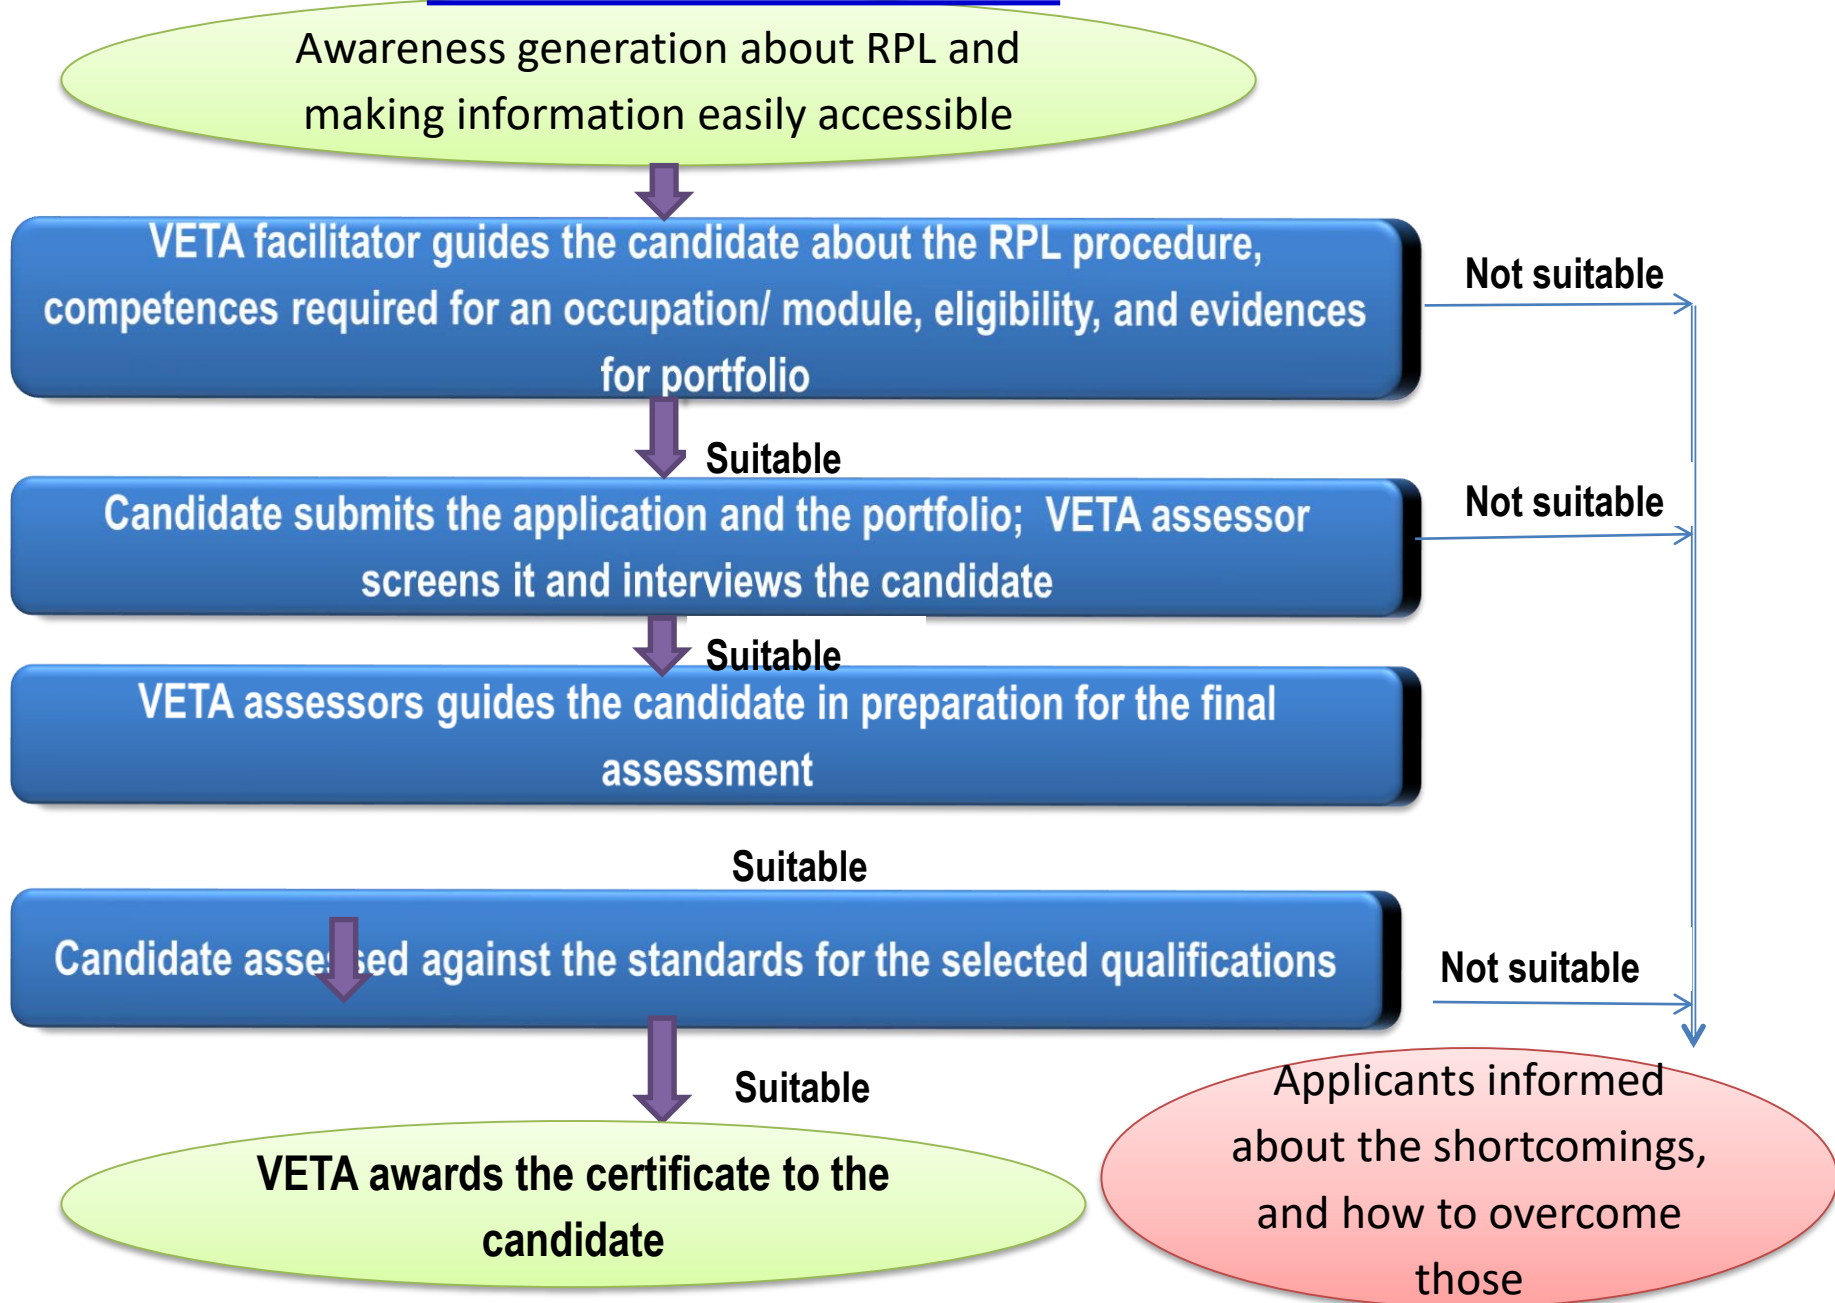 Awareness generation about RPL and
making information easily accessible
VETA facilitator guides the candidate about the RPL procedure,
competences required for an occupation/ module, eligibility, and evidences
for portfolio
Not suitable
Suitable
Candidate submits the application and the portfolio; VETA assessor
screens it and interviews the candidate
Not suitable
Suitable
VETA assessors guides the candidate in preparation for the final
assessment
Suitable
Candidate assessed against the standards for the selected qualifications
Not suitable
Suitable
VETA awards the certificate to the
candidate
Applicants informed
about the shortcomings,
and how to overcome
those